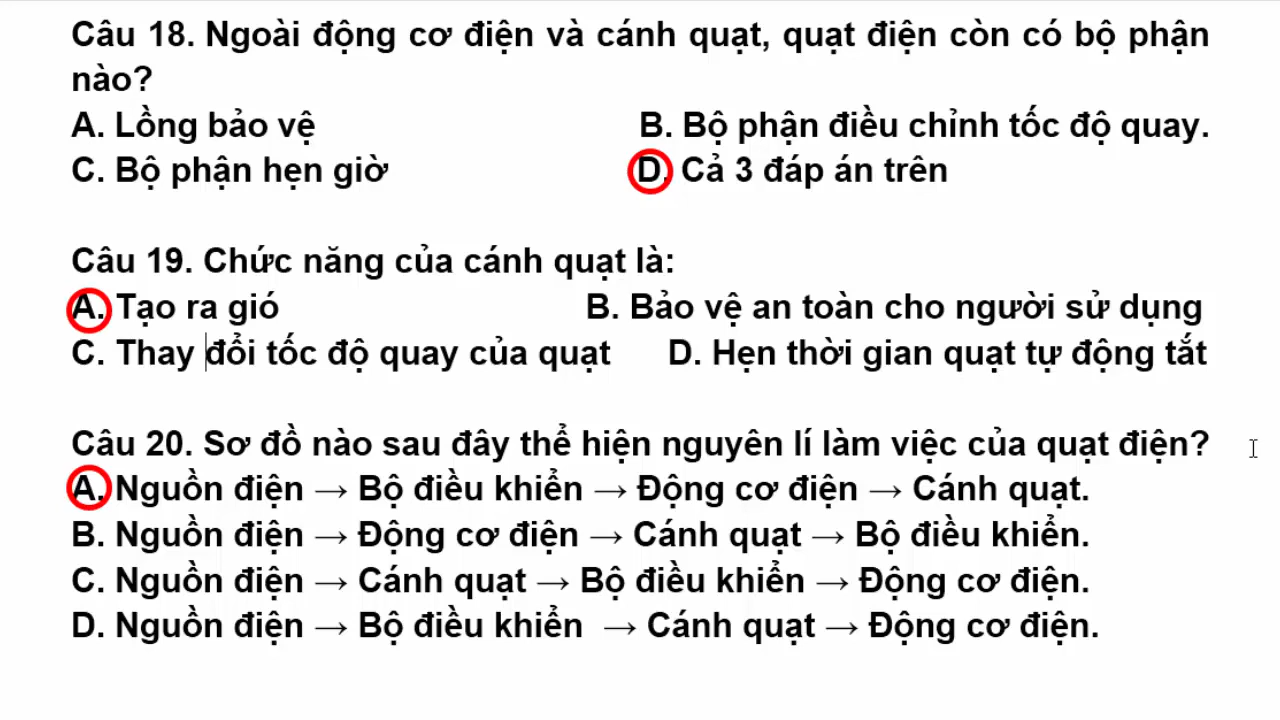 Câu 18. Ngoài động cơ điện và cánh quạt, quạt điện còn có bộ phận
nào?
A. Lồng bảo vệ B. Bộ phận điều chỉnh tốc độ quay.
C. Bộ phận hẹn giờ D. Cả 3 đáp án trên
Câu 19. Chức năng của cánh quạt là:
A. Tạo ra gió B. Bảo vệ an toàn cho người sử dụng
C. Thay đổi tốc độ quay của quạt D. Hẹn thời gian quạt tự động tắt
Câu 20. Sơ đồ nào sau đây thể hiện nguyên lí làm việc của quạt điện?
A. Nguồn điện → Bộ điều khiển → Động cơ điện → Cánh quạt.
B. Nguồn điện → Động cơ điện → Cánh quạt → Bộ điều khiển.
C. Nguồn điện → Cánh quạt → Bộ điều khiển → Động cơ điện.
D. Nguồn điện → Bộ điều khiển → Cánh quạt → Động cơ điện.